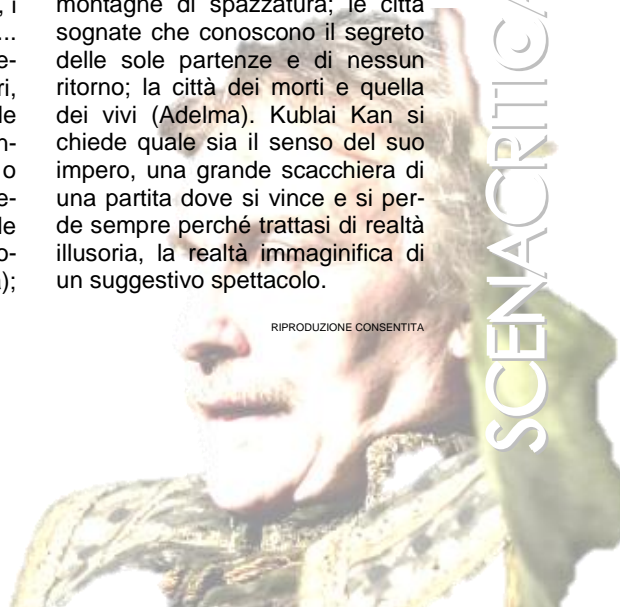 , i
...
e-
ri,
le
n-
o
e-
le
o-
);
montagne di spazzatura; le città
sognate che conoscono il segreto
delle sole partenze e di nessun
ritorno; la città dei morti e quella
dei vivi (Adelma). Kublai Kan si
chiede quale sia il senso del suo
impero, una grande scacchiera di
una partita dove si vince e si per-
de sempre perché trattasi di realtà
illusoria, la realtà immaginifica di
un suggestivo spettacolo.
RIPRODUZIONE CONSENTITA
SCENACRITICA